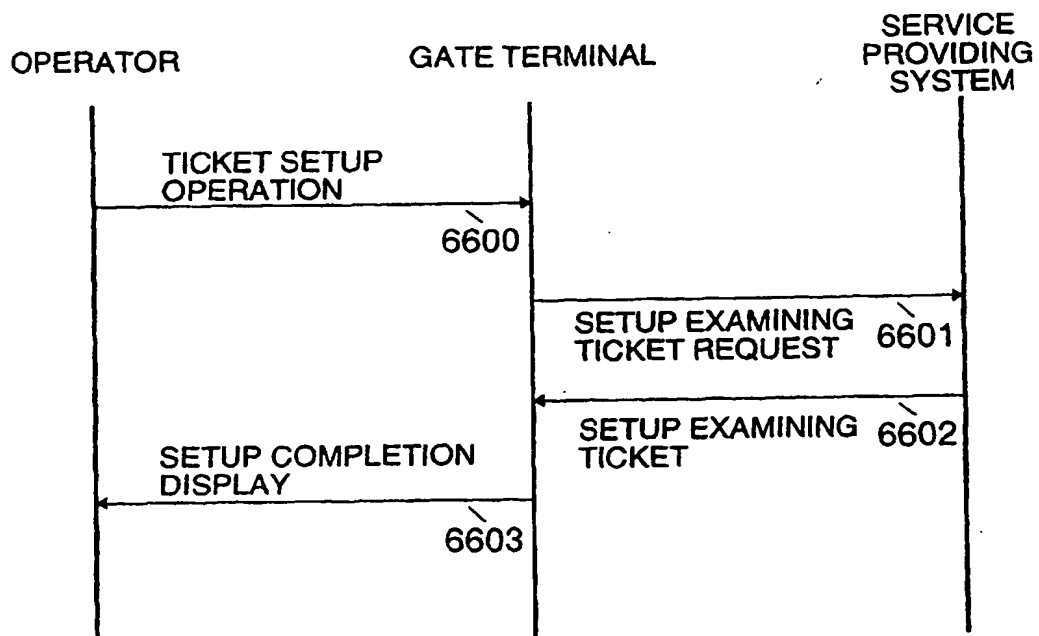 OPERATOR
GATE TERMINAL
SERVICE
PROVIDING
SYSTEM
TICKET SETUP
OPERATION
6600
SETUP EXAMINING
TICKET REQUEST
6601
SETUP EXAMINING
TICKET
6602
SETUP COMPLETION
DISPLAY
6603